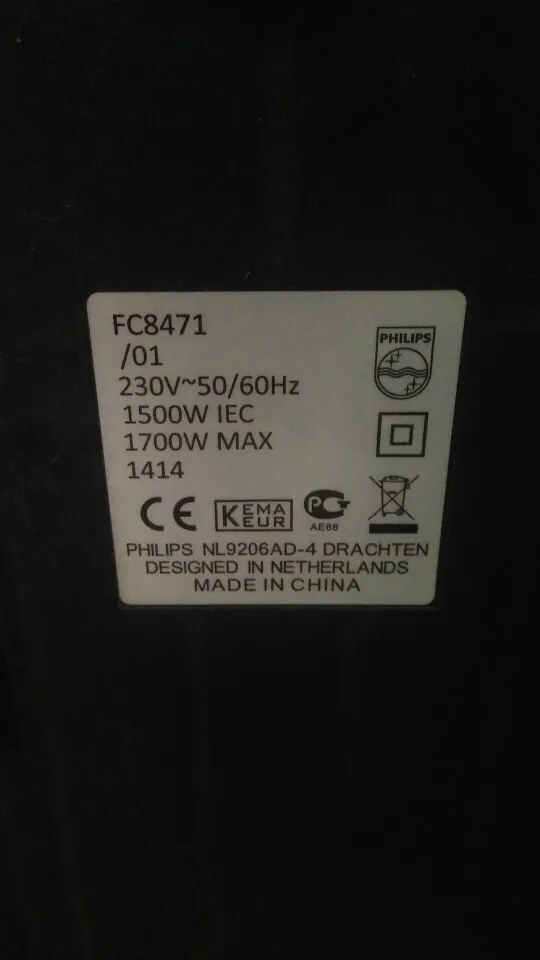 FC8471
/01
230V~50/60Hz
1500W IEC
1700W MAX
1414
PHILIPS
CE
KEMA
KEUR
РСТ
AE68
PHILIPS NL9206AD-4 DRACHTEN
DESIGNED IN NETHERLANDS
MADE IN CHINA